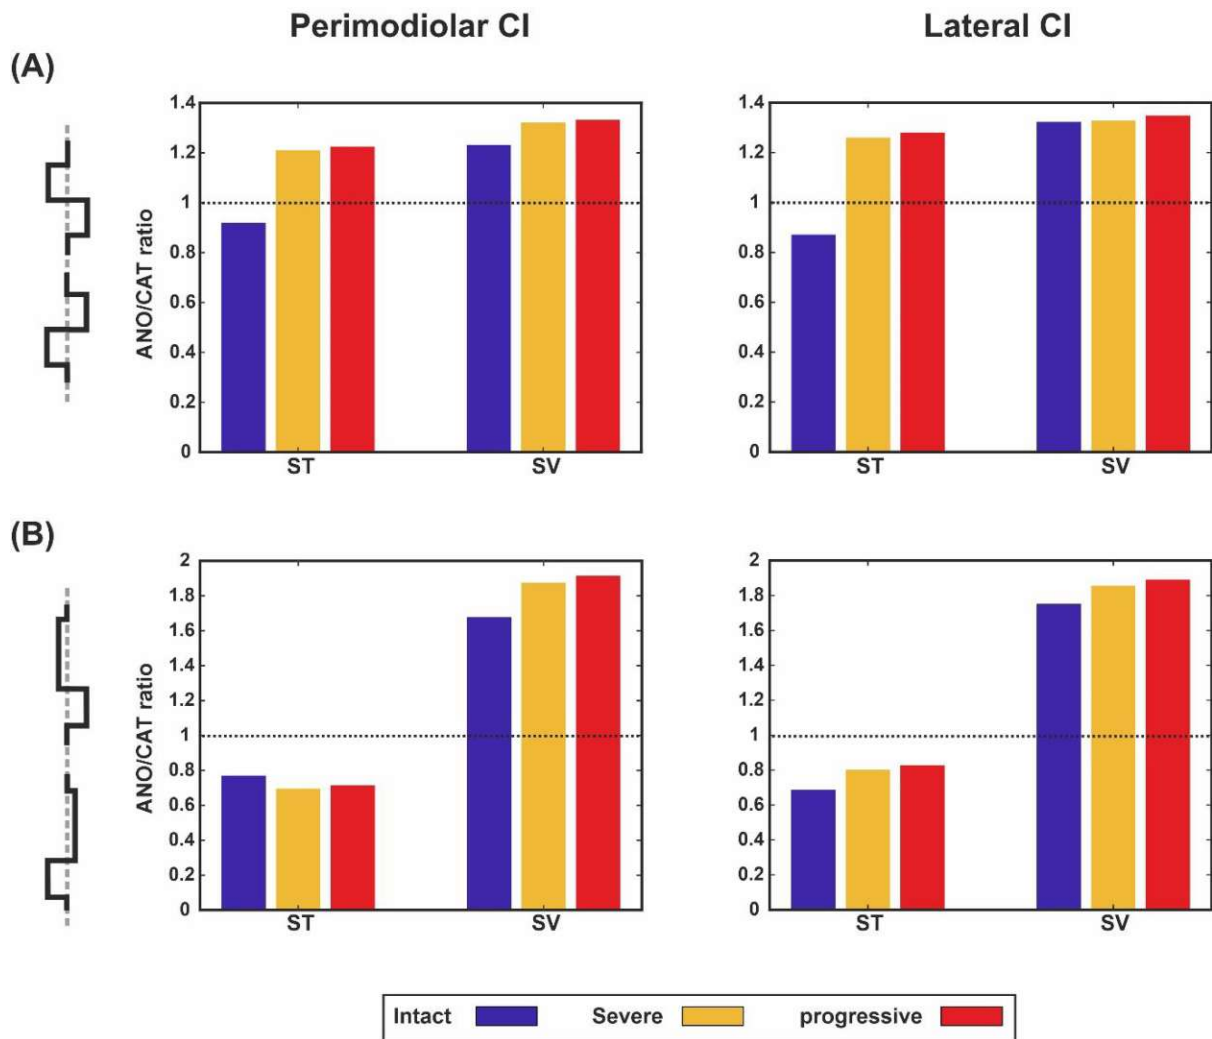 Perimodiolar CI Lateral CI
(A)
1.4 1.4
1.2 1.2
1 1
0.8 0.8
ANO/CAT ratio
0.6 0.6
0.4 0.4
0.2 0.2
0 0
ST SV ST SV
(B)
2 2
1.8 1.8
1.6 1.6
1.4 1.4
1.2 1.2
1 1
ANO/CAT ratio
0.8 0.8
0.6 0.6
0.4 0.4
0.2 0.2
0 0
ST SV ST SV
Intact Severe progressive